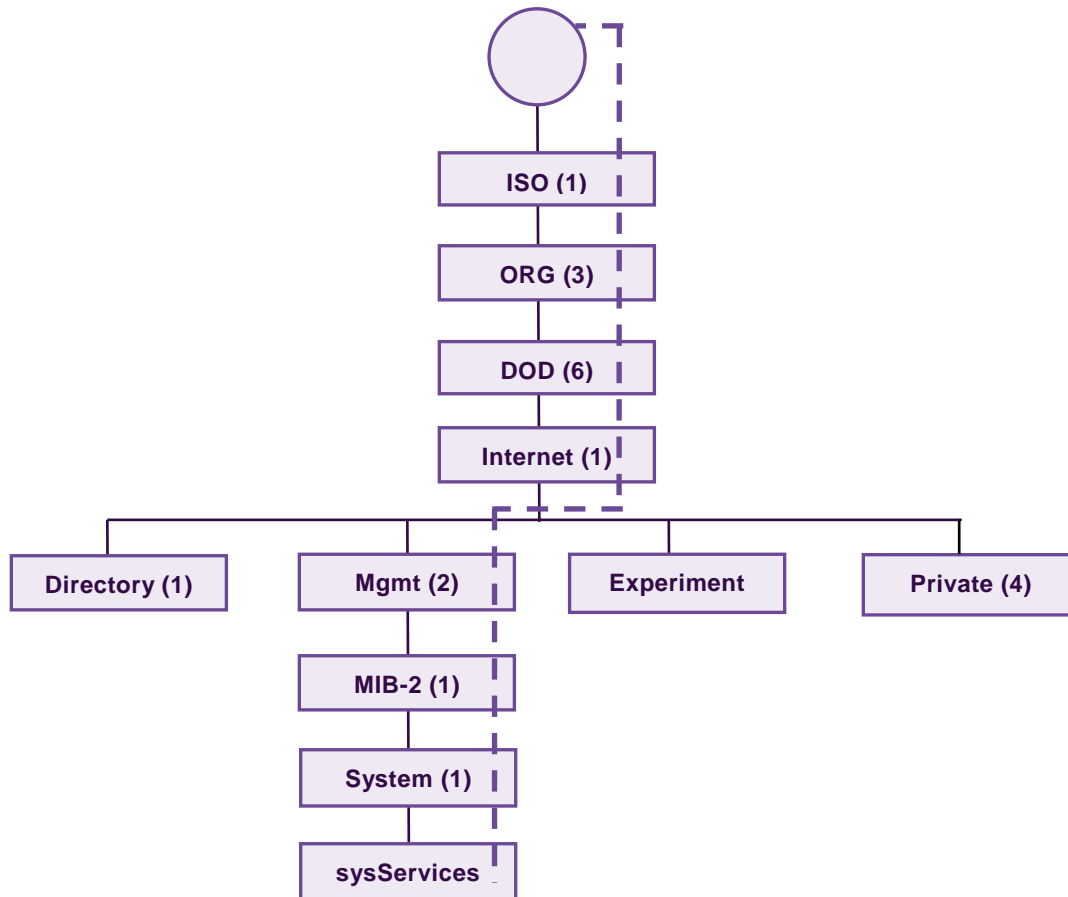 ISO (1)
ORG (3)
DOD (6)
Internet (1)
Directory (1)
Mgmt (2)
Experiment
Private (4)
MIB-2 (1)
System (1)
sysServices